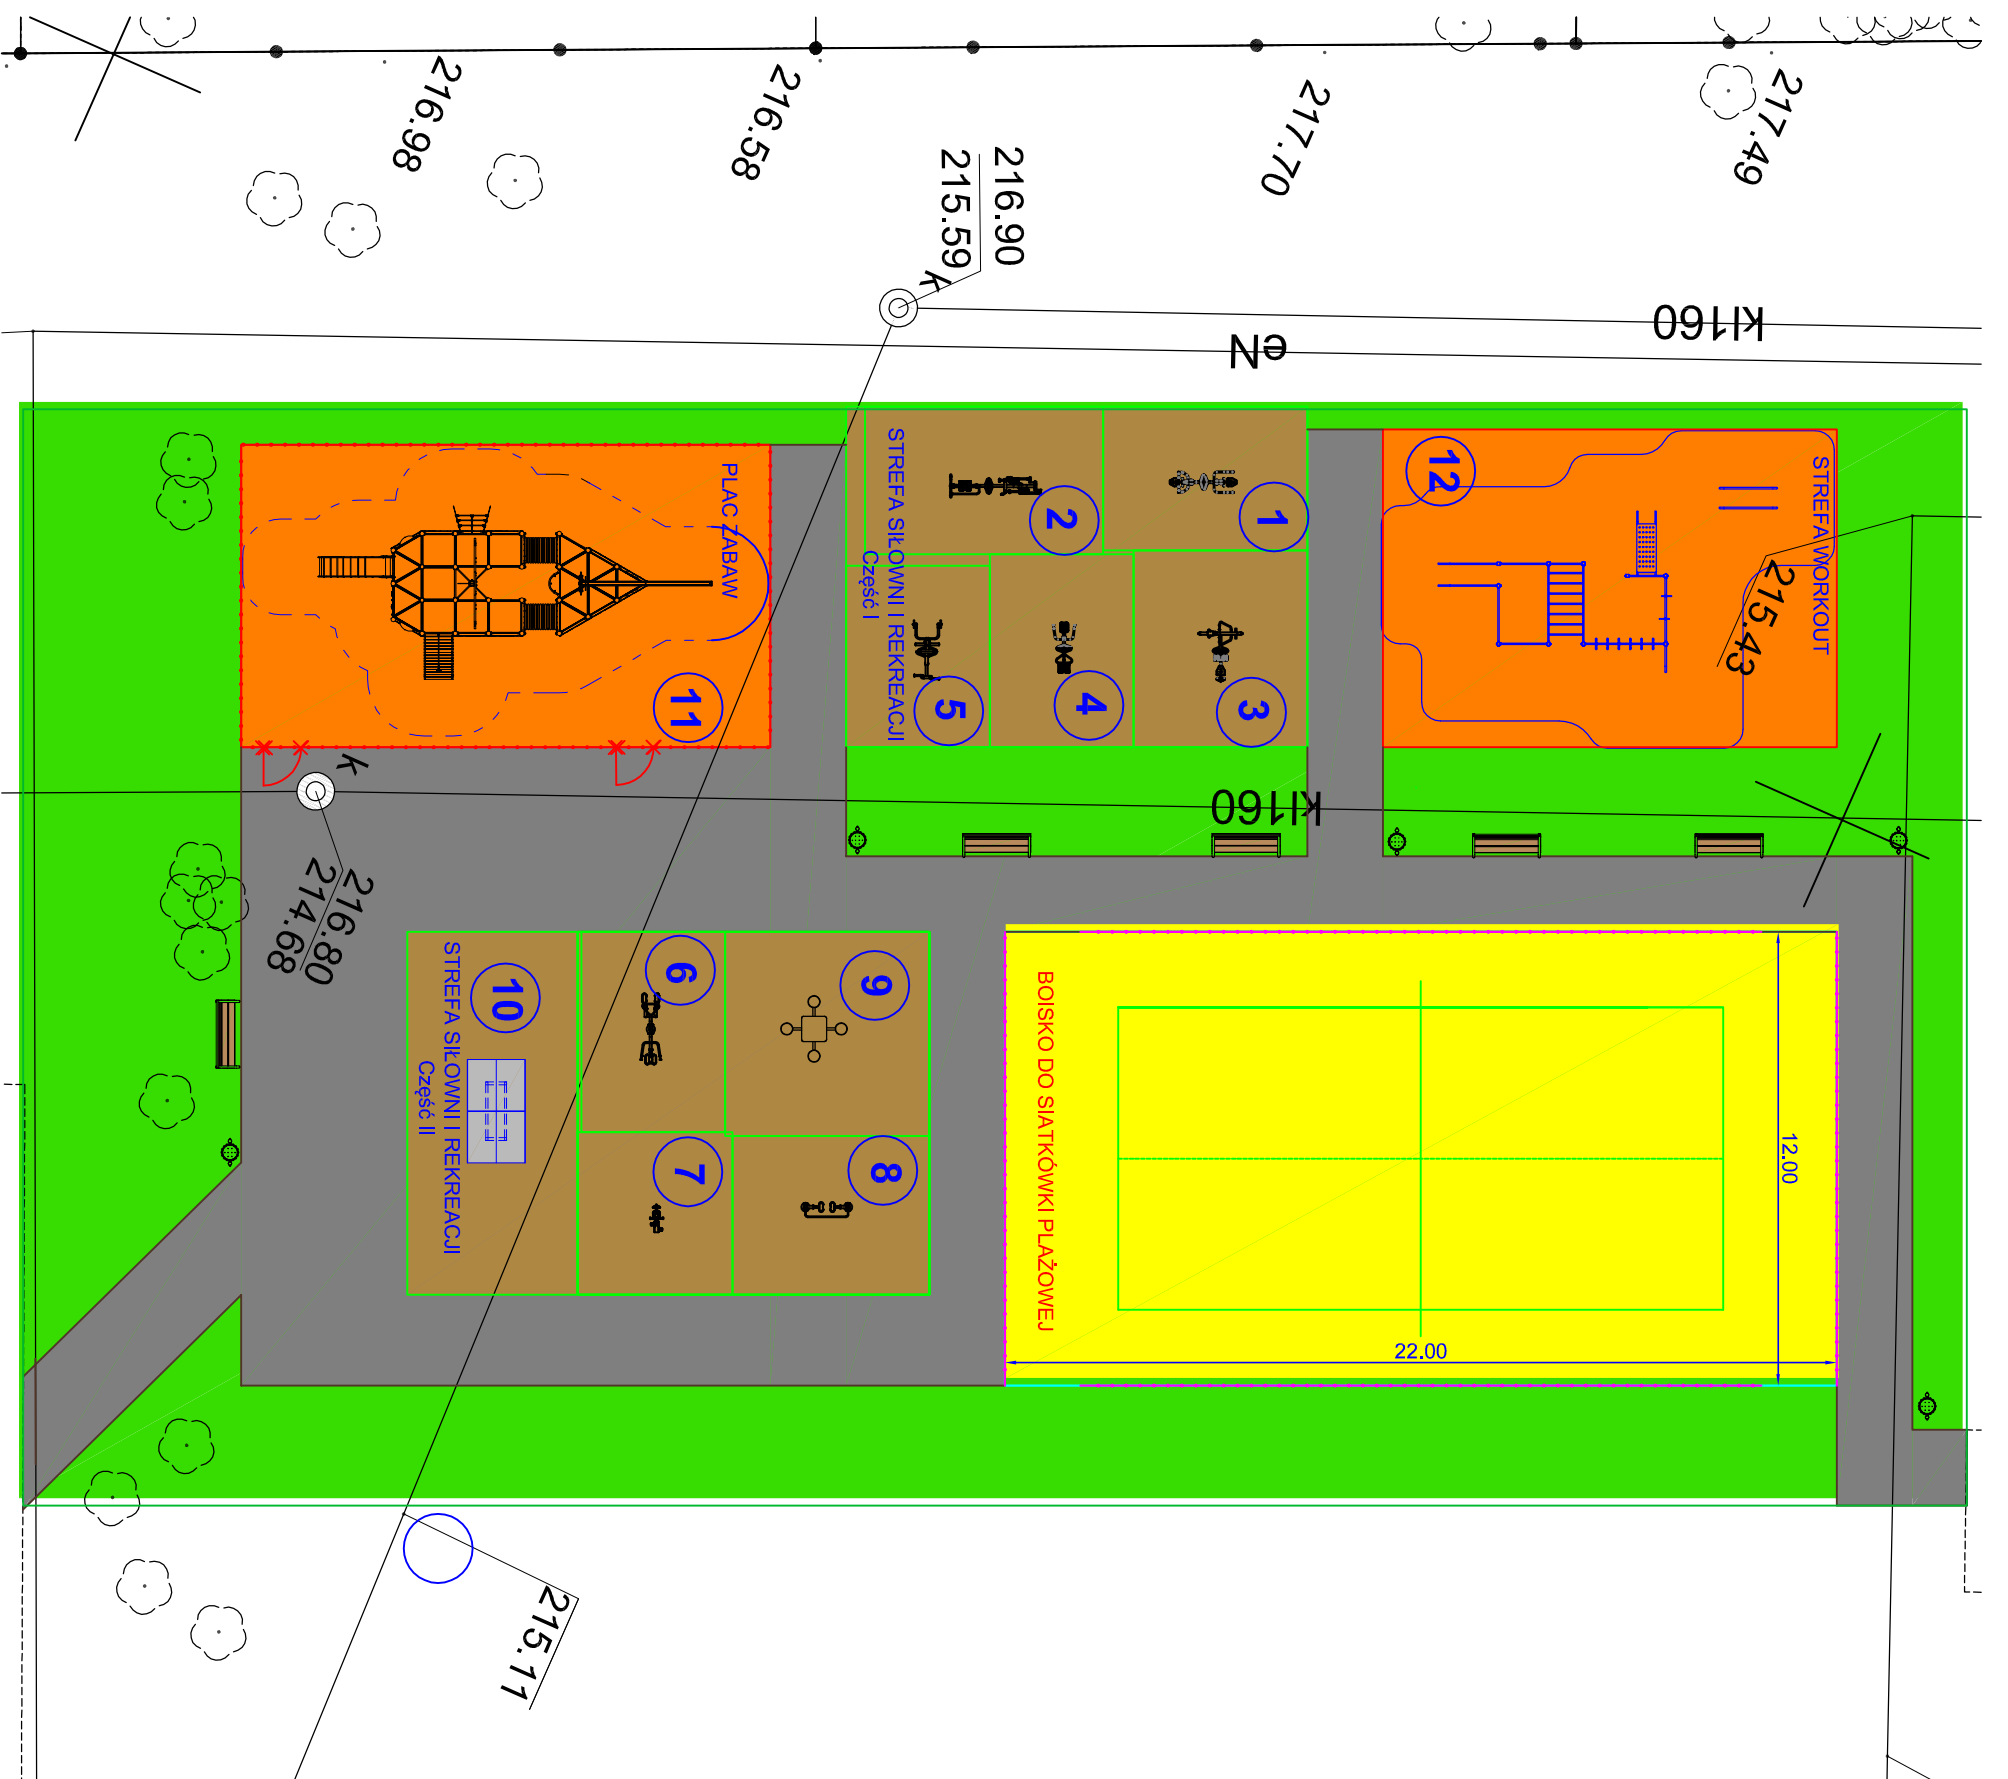 216.98
216.58
217.70
217.49
216.90
215.59
k
kl160
eN
PLAC ZABAW
11
STREFA SIŁOWNI I REKREACJI
Część I
2
1
5
4
3
12
STREFA WORKOUT
215.43
k
kl160
216.80
214.68
STREFA SIŁOWNI I REKREACJI
Część II
10
6
9
7
8
BOISKO DO SIATKÓWKI PLAŻOWEJ
12.00
22.00
215.11